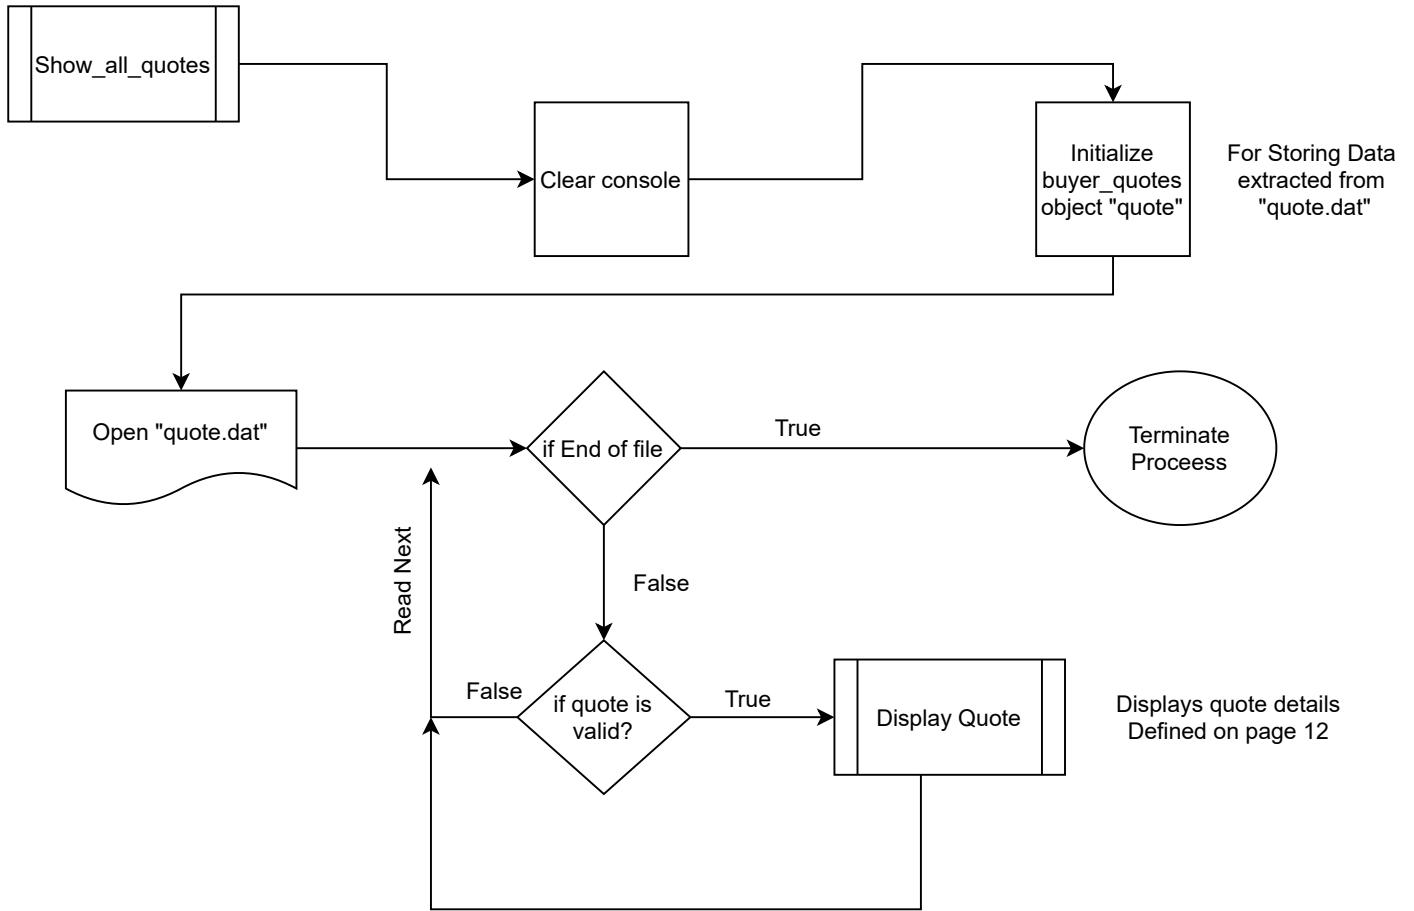 Show_all_quotes
Clear console
Initialize
buyer_quotes
object "quote"
For Storing Data
extracted from
"quote.dat"
Open "quote.dat"
if End of file
True
Terminate
Proceess
False
Read Next
False
if quote is
valid?
True
Display Quote
Displays quote details
Defined on page 12